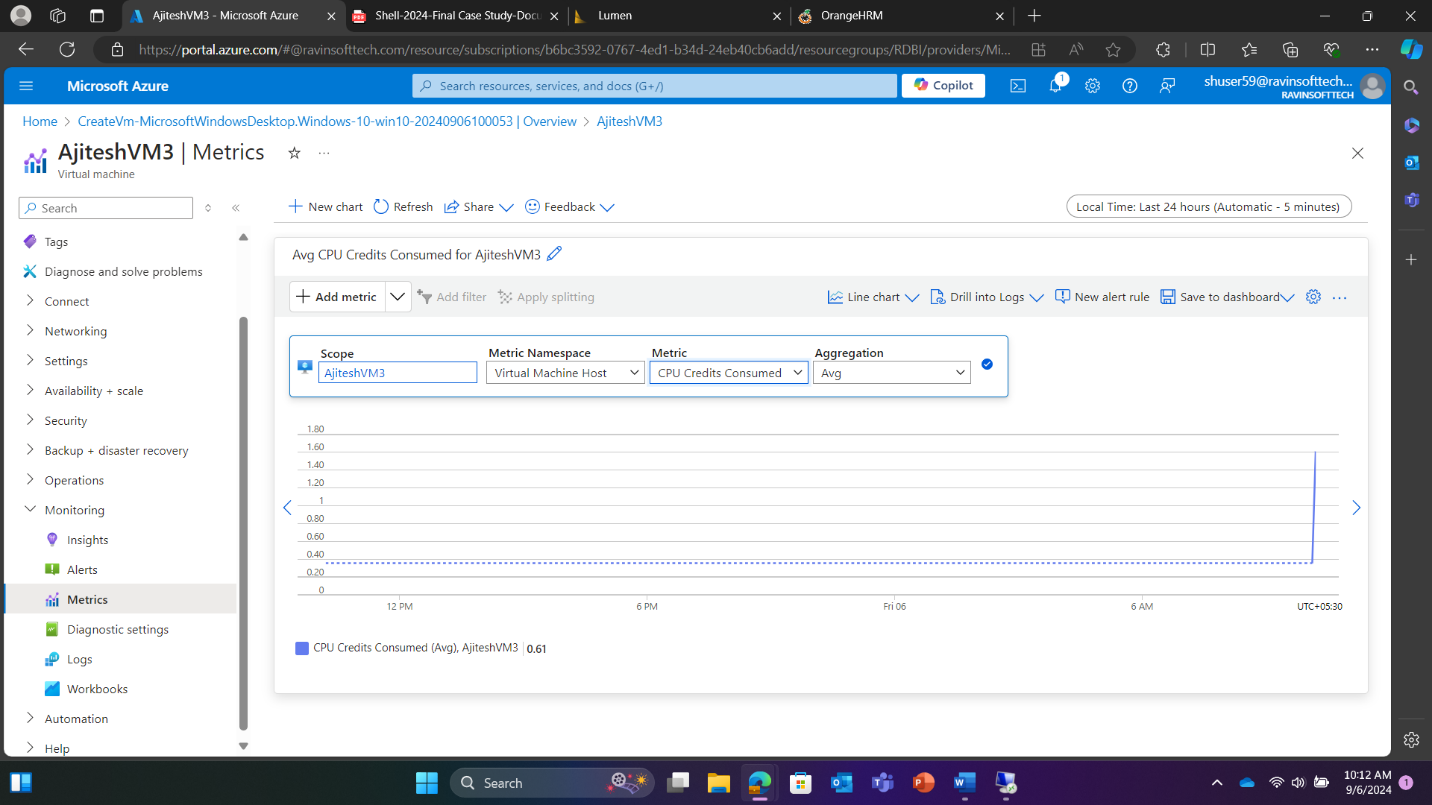 AjiteshVM3 - Microsoft Azure
Shell-2024-Final Case Study-Docu
Lumen
OrangeHRM
https://portal.azure.com/#@ravinsofttech.com/resource/subscriptions/b6bc3592-0767-4ed1-b34d-24eb40cb6add/resourcegroups/RDBI/providers/Mi...
Microsoft Azure
Search resources, services, and docs (G+/)
Copilot
1
shuser59@ravinsofttech...
RAVINSOFTTECH
Home > CreateVm-MicrosoftWindowsDesktop.Windows-10-win10-20240906100053 | Overview > AjiteshVM3
AjiteshVM3 | Metrics
Virtual machine
Search
Tags
Diagnose and solve problems
Connect
Networking
Settings
Availability + scale
Security
Backup + disaster recovery
Operations
Monitoring
Insights
Alerts
Metrics
Diagnostic settings
Logs
Workbooks
Automation
Help
New chart Refresh Share Feedback
Local Time: Last 24 hours (Automatic - 5 minutes)
Avg CPU Credits Consumed for AjiteshVM3
Add metric Add filter Apply splitting
Line chart Drill into Logs New alert rule Save to dashboard
Scope Metric Namespace Metric Aggregation
AjiteshVM3 Virtual Machine Host CPU Credits Consumed Avg
1.80
1.60
1.40
1.20
1
0.80
0.60
0.40
0.20
0
12 PM 6 PM Fri 06 6 AM UTC+05:30
CPU Credits Consumed (Avg), AjiteshVM3 0.61
Search
10:12 AM
9/6/2024
1